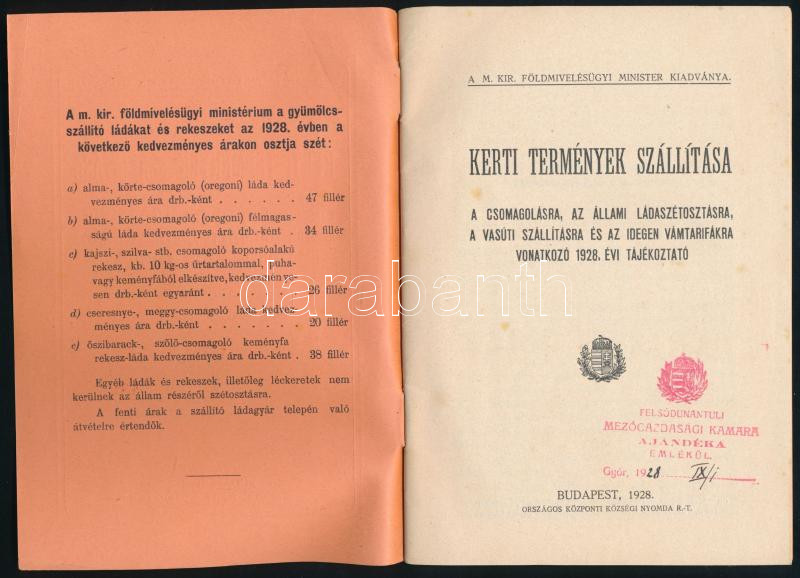 A m. kir. földmívelésügyi ministérium a gyümölcs-
szállító ládákat és rekeszeket az 1928. évben a
következő kedvezményes árakon osztja szét:
a) alma-, körte-csomagoló (oregoni) láda ked-
vezményes ára drb.-ként . . . . . . . 47 fillér
b) alma-, körte-csomagoló (oregoni) félmagas-
ságú láda kedvezményes ára drb.-ként . 34 fillér
c) kajszi-, szilva- stb. csomagoló koporsóalakú
rekesz, kb. 10 kg-os űrtartalommal, puha-
vagy keményfából elkészítve, kedvezményesen
sen drb.-ként egyaránt . . . . . . . . 26 fillér
d) cseresnye-, meggy-csomagoló láda kedvez-
ményes ára drb.-ként . . . . . . . . 20 fillér
e) őszibarack-, szőlő-csomagoló keményfa
rekesz-láda kedvezményes ára drb.-ként . 38 fillér
Egyéb ládák és rekeszek, illetőleg léckeretek nem
kerülnek az állam részéről szétosztásra.
A fenti árak a szállító ládagyár telepén való
átvételre értendők.
A M. KIR. FÖLDMIVELÉSÜGYI MINISTER KIADVÁNYA.
KERTI TERMÉNYEK SZÁLLÍTÁSA
A CSOMAGOLÁSRA, AZ ÁLLAMI LÁDASZÉTOSZTÁSRA,
A VASÚTI SZÁLLÍTÁSRA ÉS AZ IDEGEN VÁMTARIFÁKRA
VONATKOZÓ 1928. ÉVI TÁJÉKOZTATÓ
FELSŐDUNÁNTULI
MEZŐGAZDASÁGI KAMARA
AJÁNDÉKA
EMLÉKÜL.
Győr, 1928 IX/1
BUDAPEST, 1928.
ORSZÁGOS KÖZPONTI KÖZSÉGI NYOMDA R.-T.
darabanth